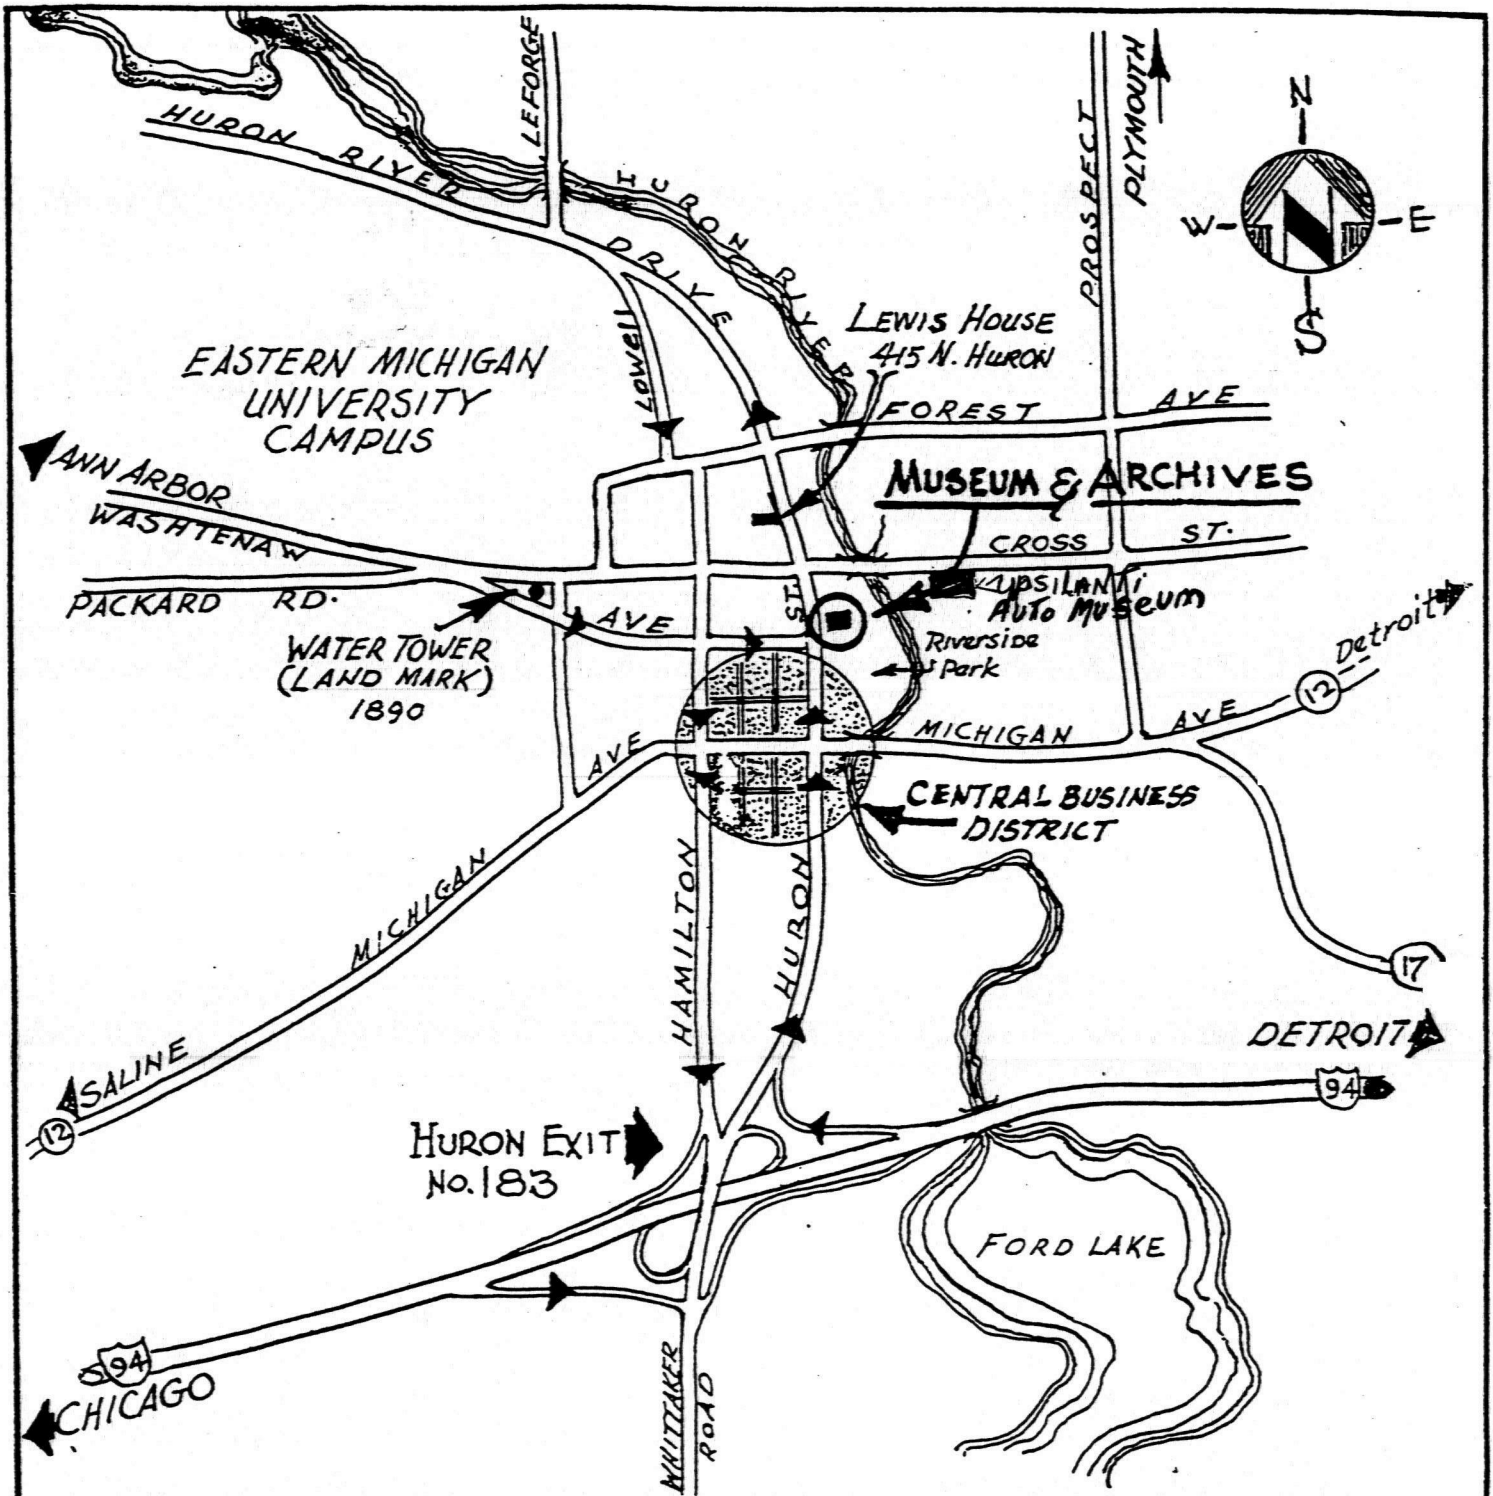 LEFORGE
PROSPECT
PLYMOUTH
N
W E
S
HURON RIVER DRIVE
HURON RIVER
Lowell
LEWIS HOUSE
415 N. HURON
EASTERN MICHIGAN
UNIVERSITY
CAMPUS
FOREST AVE
ANN ARBOR
WASHTENAW AVE
MUSEUM & ARCHIVES
CROSS ST.
PACKARD RD.
STS
YPSILANTI
AUTO MUSEUM
WATER TOWER
(LAND MARK)
1890
Riverside
Park
Detroit
12
MICHIGAN AVE
MICHIGAN AVE
CENTRAL BUSINESS
DISTRICT
HAMILTON
HURON
17
SALINE
12
DETROIT
94
HURON EXIT
No. 183
FORD LAKE
94
CHICAGO
WHITTAKER
ROAD